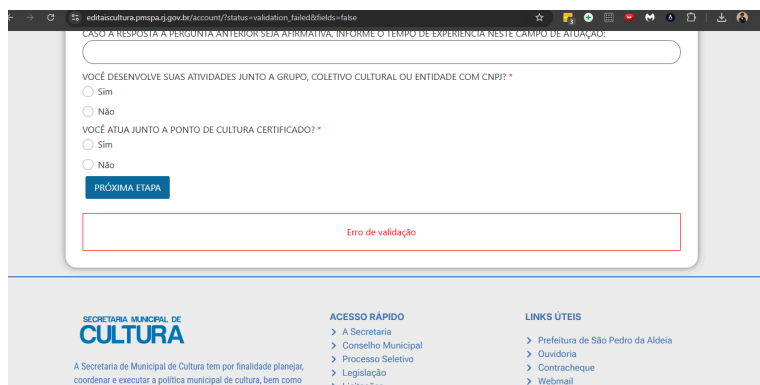 editaiscultura.pmspa.rj.gov.br/account/?status=validation_failed&fields=false
CASO A RESPOSTA A PERGUNTA ANTERIOR SEJA AFIRMATIVA, INFORME O TEMPO DE EXPERIENCIA NESTE CAMPO DE ATUAÇÃO:
VOCÊ DESENVOLVE SUAS ATIVIDADES JUNTO A GRUPO, COLETIVO CULTURAL OU ENTIDADE COM CNPJ? *
Sim
Não
VOCÊ ATUA JUNTO A PONTO DE CULTURA CERTIFICADO? *
Sim
Não
PRÓXIMA ETAPA
Erro de validação
SECRETARIA MUNICIPAL DE
CULTURA
A Secretaria de Municipal de Cultura tem por finalidade planejar,
coordenar e executar a política municipal de cultura, bem como
ACESSO RÁPIDO
A Secretaria
Conselho Municipal
Processo Seletivo
Legislação
LINKS ÚTEIS
Prefeitura de São Pedro da Aldeia
Ouvidoria
Contracheque
Webmail